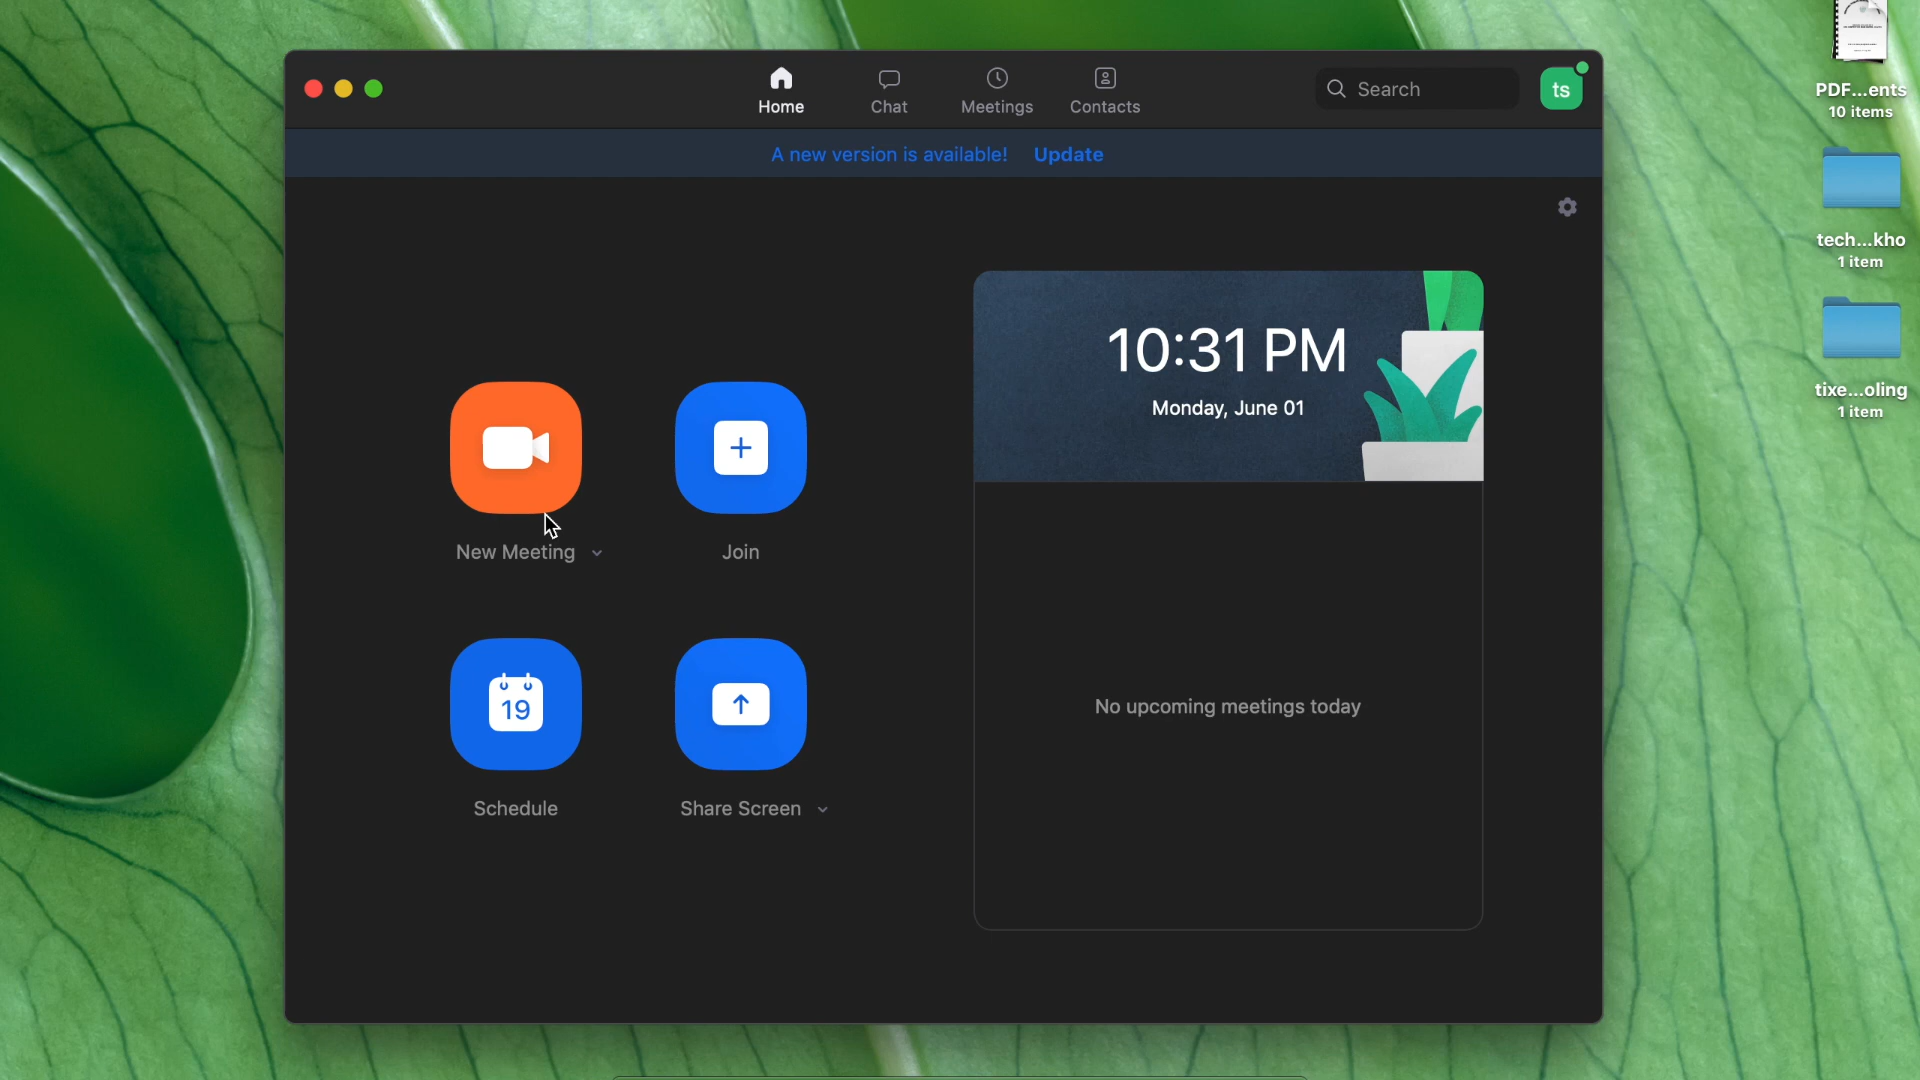 Home
Chat
Meetings
Contacts
Search
ts
A new version is available! Update
10:31 PM
Monday, June 01
New Meeting
Join
19
Schedule
Share Screen
No upcoming meetings today
PDF...ents
10 items
tech...kho
1 item
tixe...oling
1 item